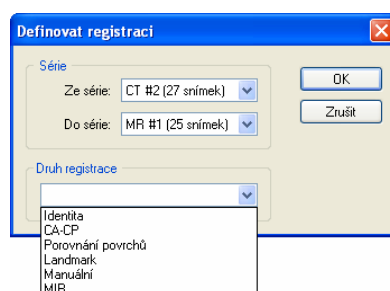 Definovat registraci
Série
Ze série: CT #2 (27 snímek)
Do série: MR #1 (25 snímek)
OK
Zrušit
Druh registrace
Identita
CA-CP
Porovnání povrchů
Landmark
Manuální
MIR